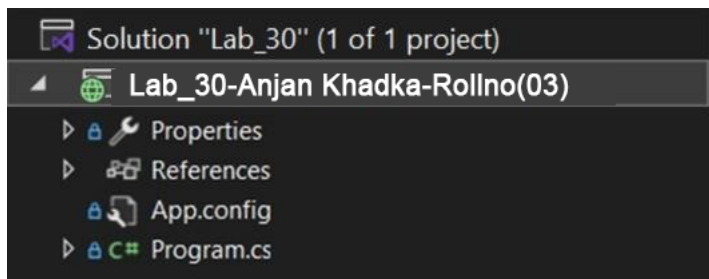 Solution "Lab_30" (1 of 1 project)
Lab_30-Anjan Khadka-Rollno(03)
Properties
References
App.config
C# Program.cs